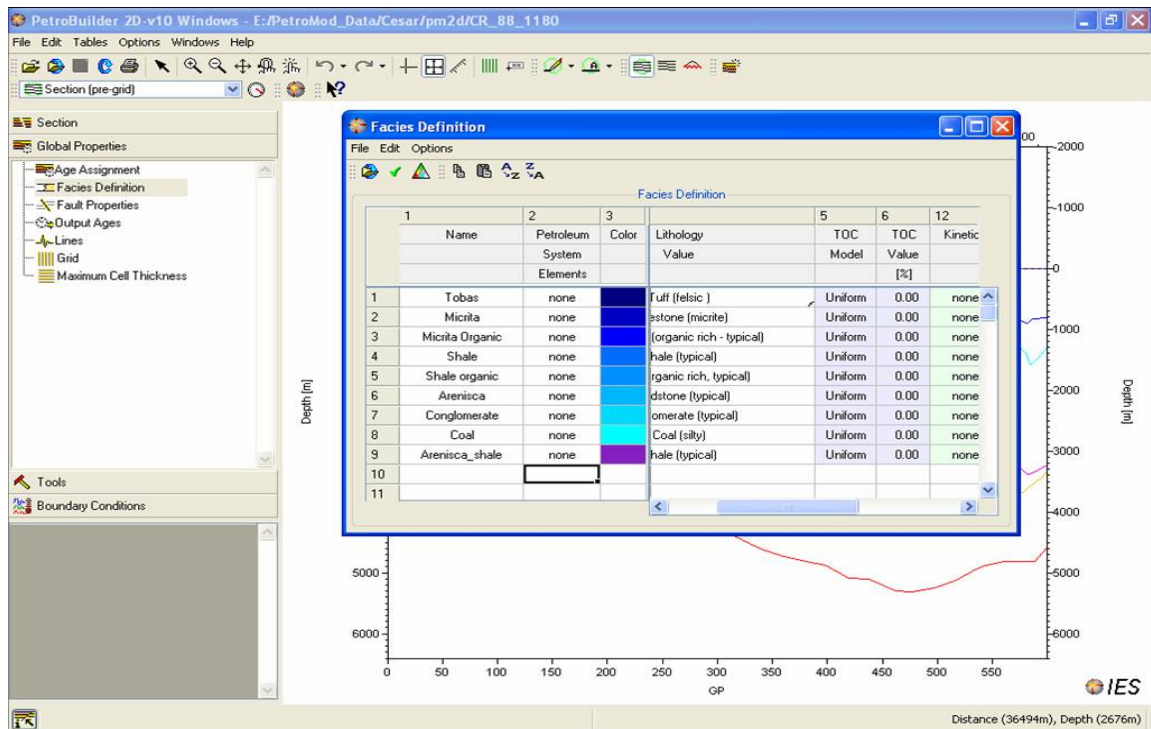 PetroBuilder 2D-v10 Windows - E:/PetroMod_Data/Cesar/pm2d/CR_88_1180
File Edit Tables Options Windows Help
Section (pre-grid)
Section
Global Properties
Age Assignment
Facies Definition
Fault Properties
Output Ages
Lines
Grid
Maximum Cell Thickness
Tools
Boundary Conditions
Facies Definition
File Edit Options
Facies Definition
1 2 3 5 6 12
Name Petroleum Color Lithology TOC TOC Kinetic
System Value Model Value
Elements [%]
1 Tobas none Tuff (felsic ) Uniform 0.00 none
2 Micrita none estone (micrite) Uniform 0.00 none
3 Micrita Organic none (organic rich - typical) Uniform 0.00 none
4 Shale none hale (typical) Uniform 0.00 none
5 Shale organic none rganic rich, typical) Uniform 0.00 none
6 Arenisca none dstone (typical) Uniform 0.00 none
7 Conglomerate none omerate (typical) Uniform 0.00 none
8 Coal none Coal (silty) Uniform 0.00 none
9 Arenisca_shale none hale (typical) Uniform 0.00 none
10
11
00
-2000
-1000
0
1000
2000
3000
4000
5000
6000
Depth [m]
Depth [m]
5000
6000
0 50 100 150 200 250 300 350 400 450 500 550
GP
IES
Distance (36494m), Depth (2676m)